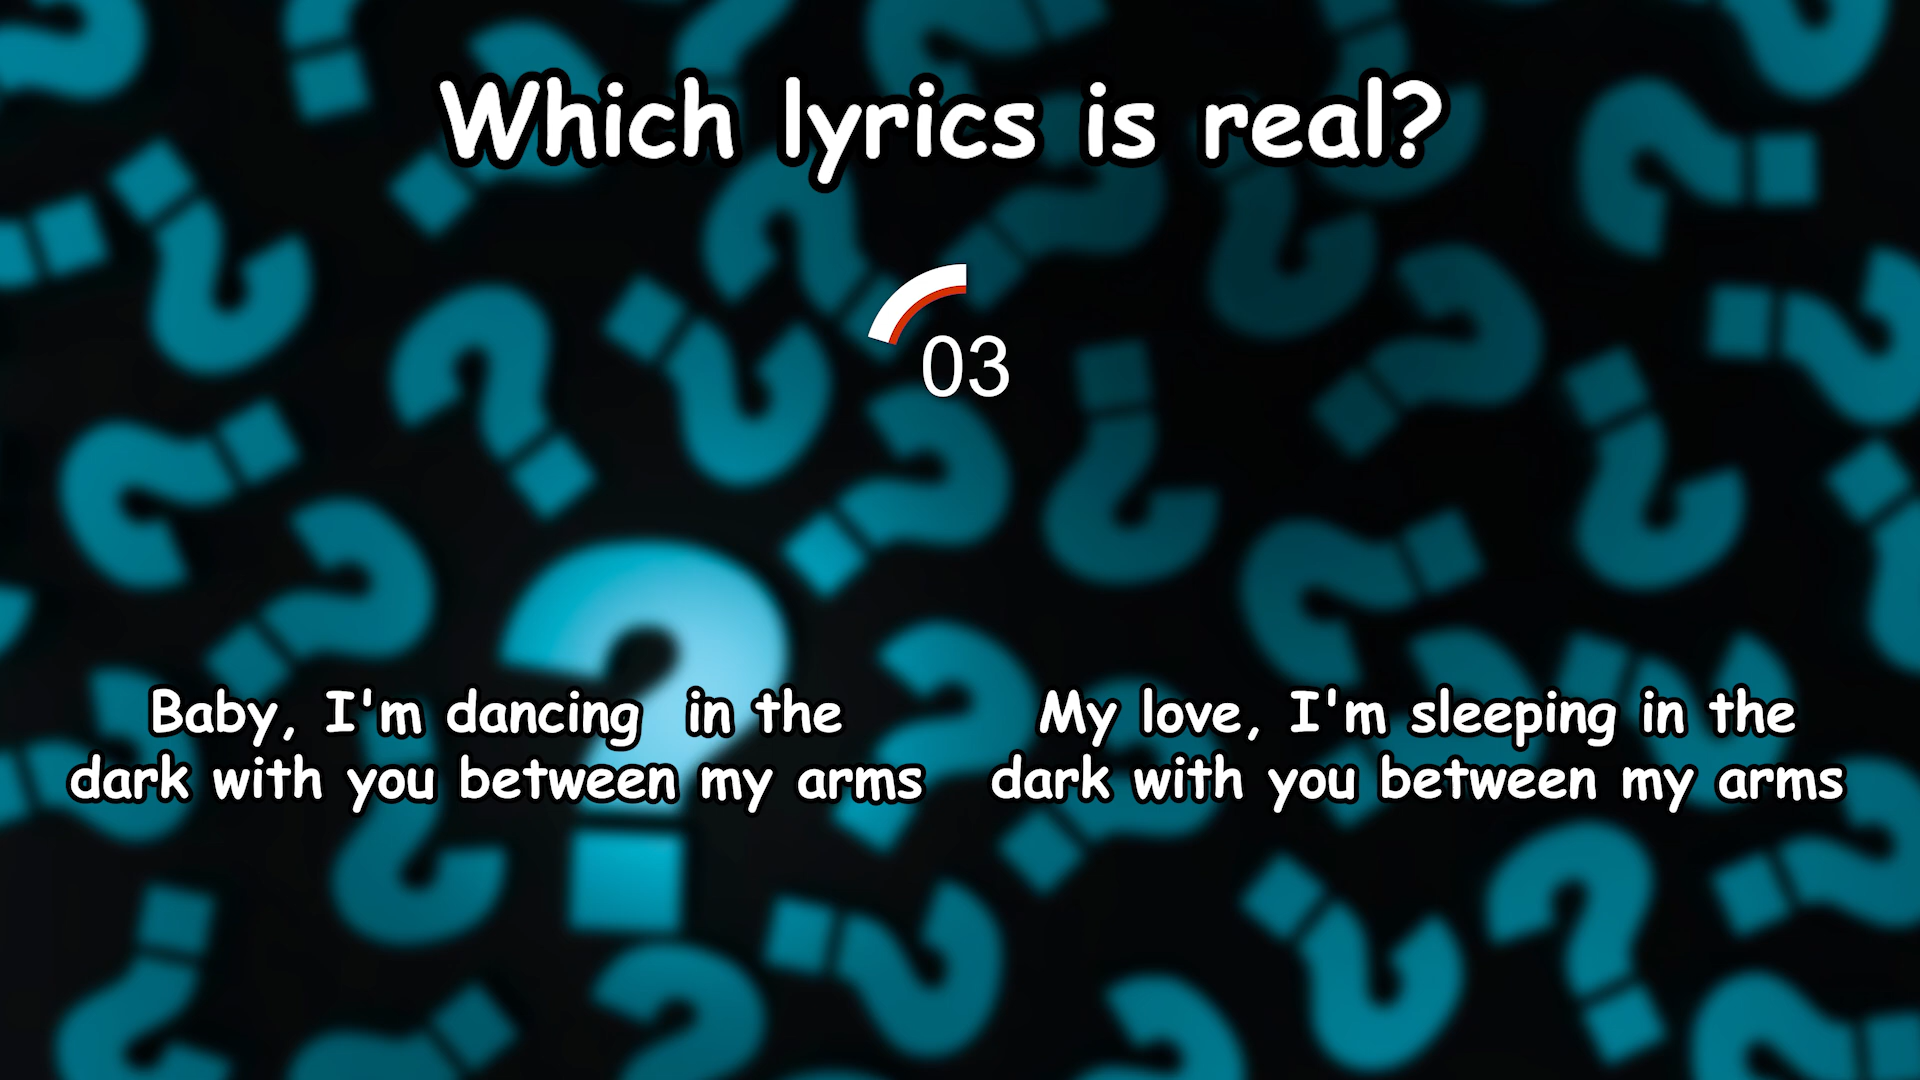 Which lyrics is real?
03
Baby, I'm dancing in the
dark with you between my arms
My love, I'm sleeping in the
dark with you between my arms